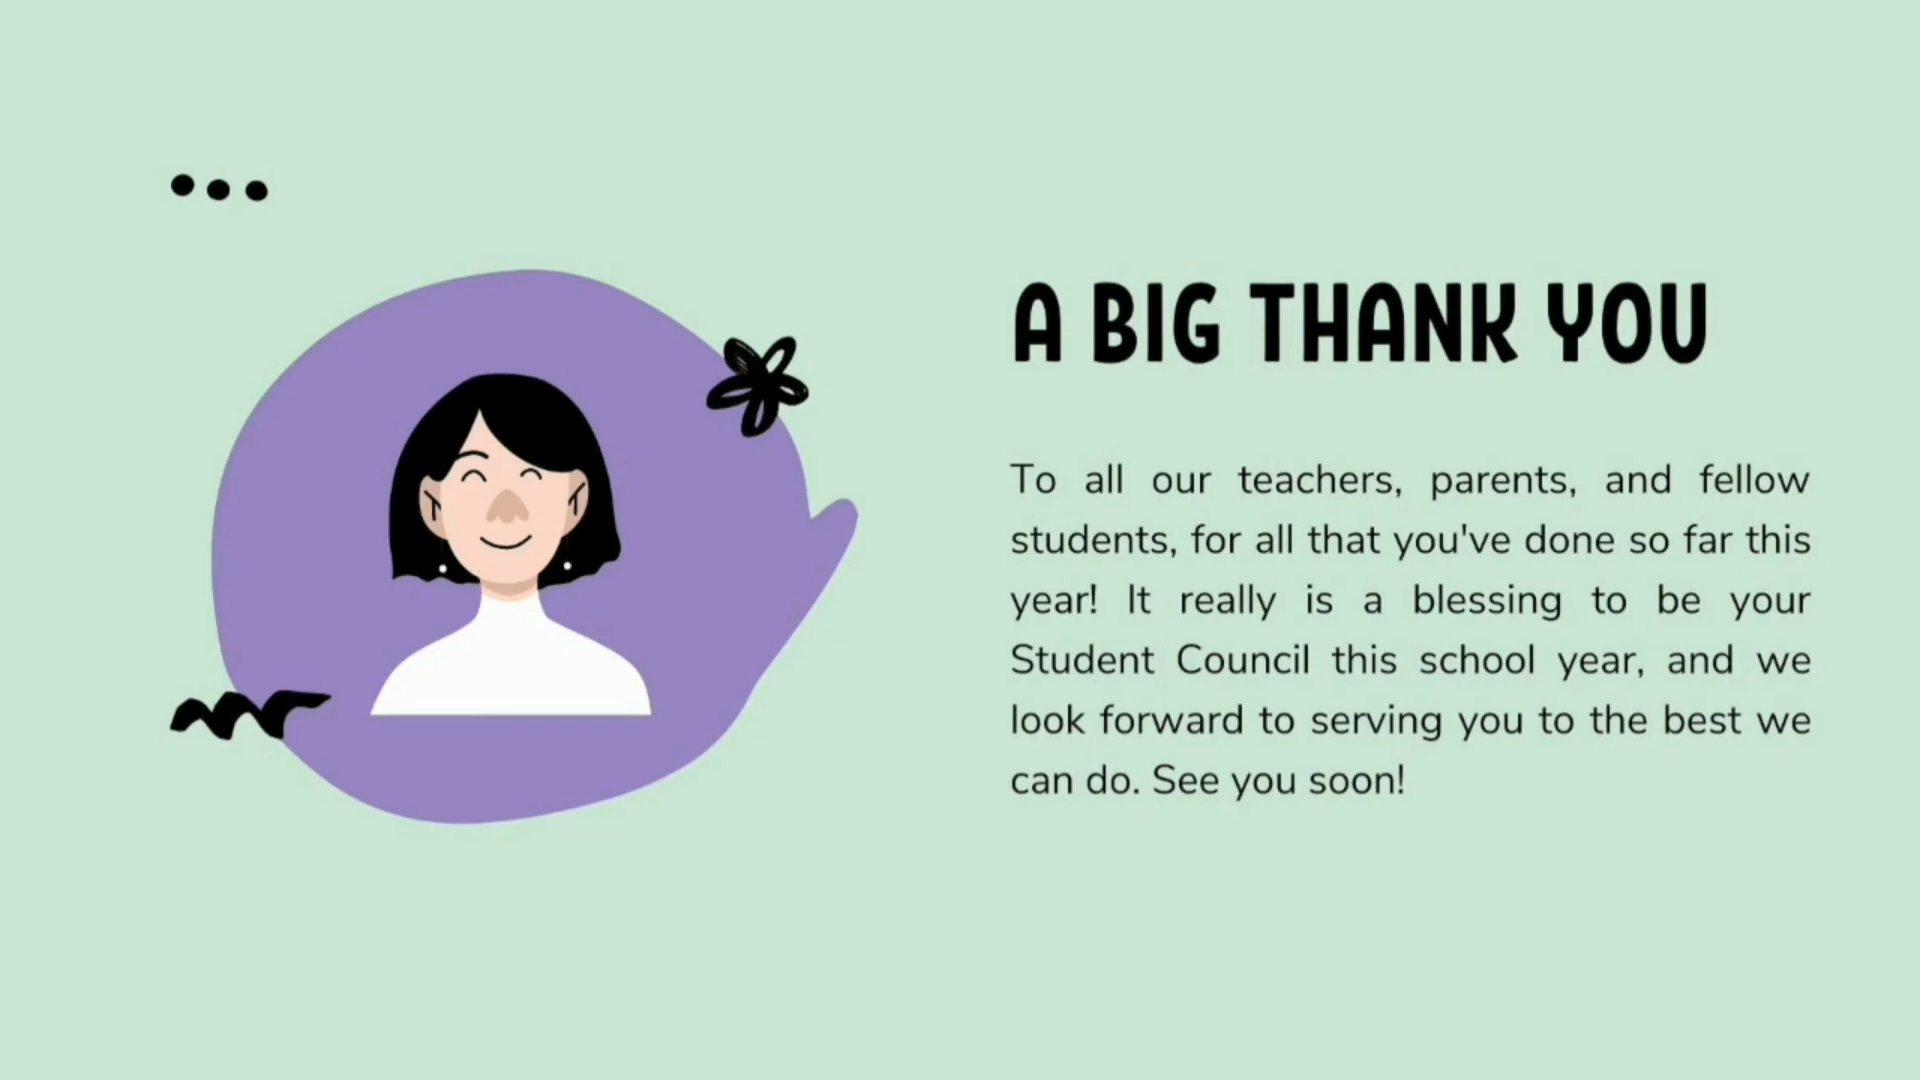 A BIG THANK YOU
To all our teachers, parents, and fellow
students, for all that you've done so far this
year! It really is a blessing to be your
Student Council this school year, and we
look forward to serving you to the best we
can do. See you soon!